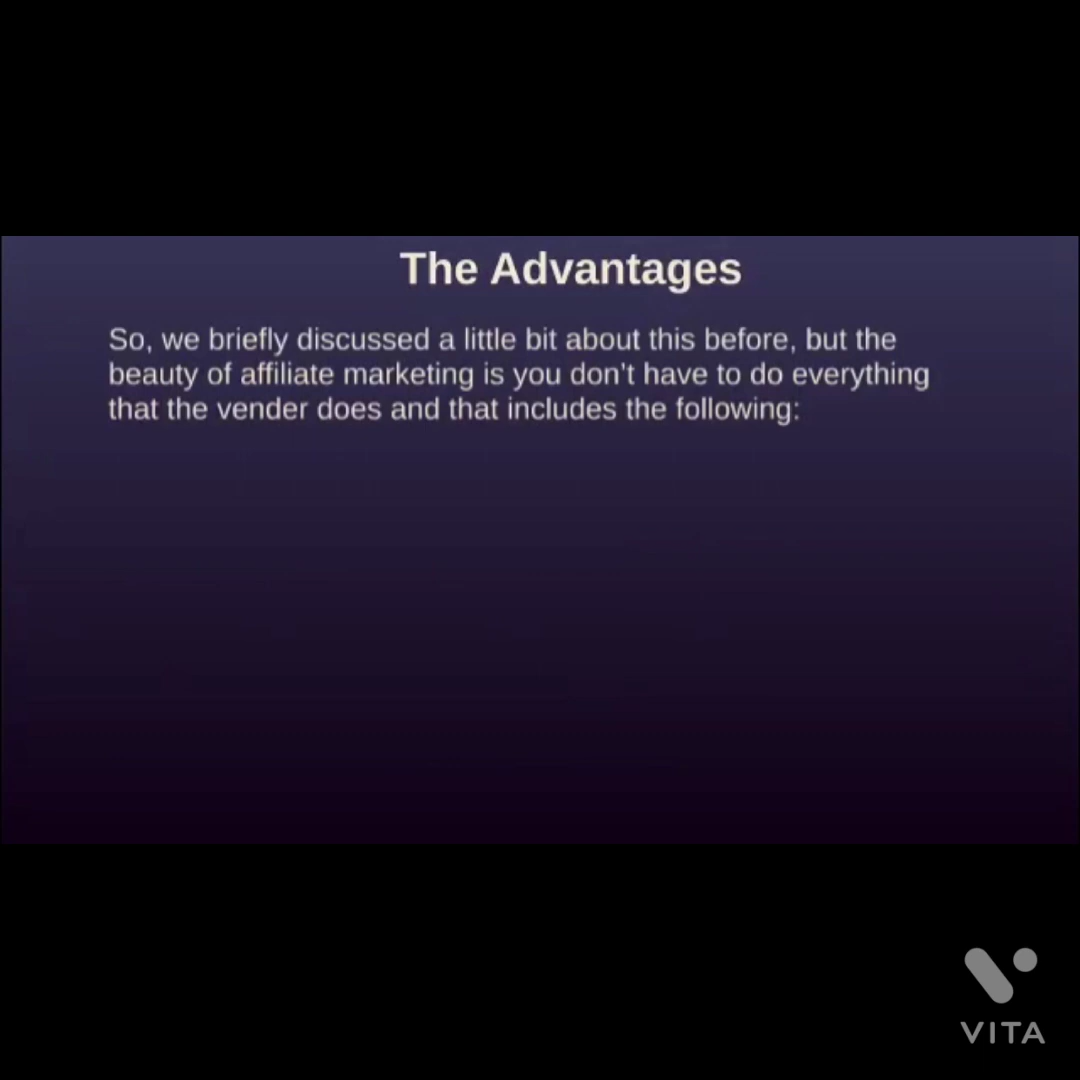 The Advantages
So, we briefly discussed a little bit about this before, but the
beauty of affiliate marketing is you don't have to do everything
that the vender does and that includes the following:
VITA